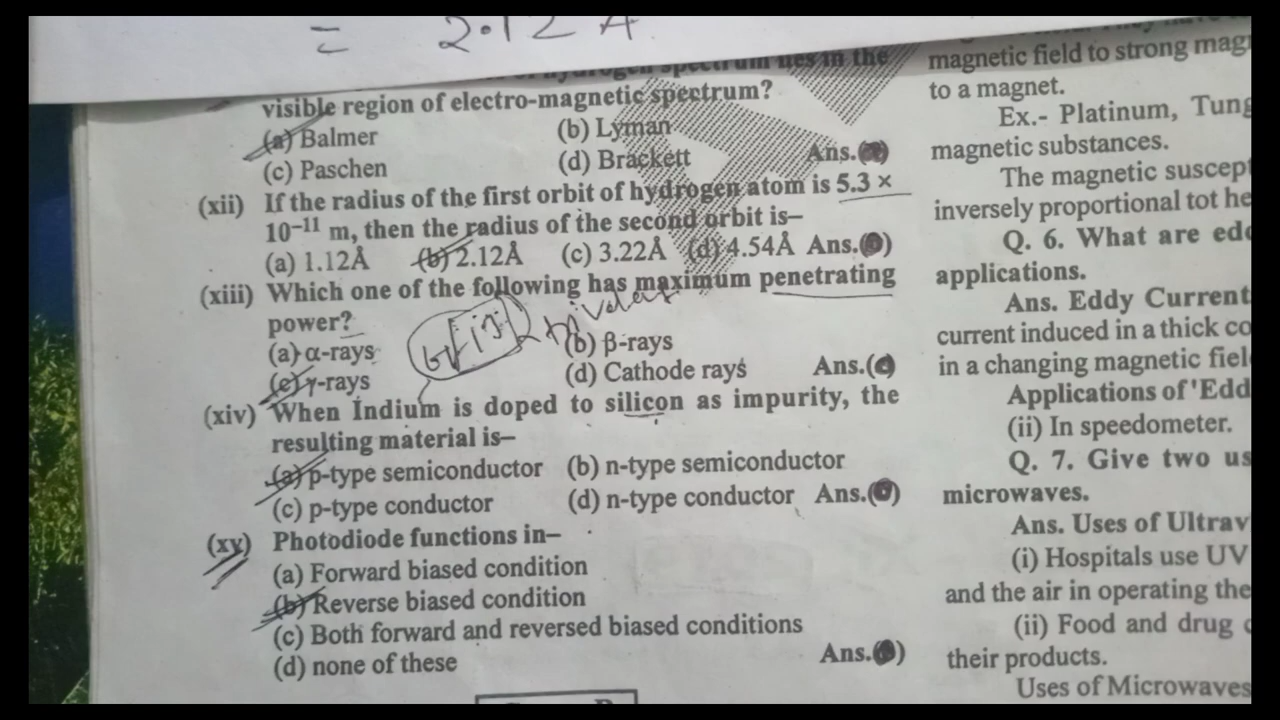 = 2.12 A
of hydrogen spectrum lies in the
visible region of electro-magnetic spectrum?
(a) Balmer (b) Lyman
(c) Paschen (d) Brackett Ans.(
(xii) If the radius of the first orbit of hydrogen atom is 5.3 ×
10⁻¹¹ m, then the radius of the second orbit is–
(a) 1.12Å (b) 2.12Å (c) 3.22Å (d) 4.54Å Ans.( )
(xiii) Which one of the following has maximum penetrating
power?
(a) α-rays (b) β-rays
(c) γ-rays (d) Cathode rays Ans.(c)
(xiv) When Indium is doped to silicon as impurity, the
resulting material is–
(a) p-type semiconductor (b) n-type semiconductor
(c) p-type conductor (d) n-type conductor Ans.( )
(xy) Photodiode functions in–
(a) Forward biased condition
(b) Reverse biased condition
(c) Both forward and reversed biased conditions
(d) none of these Ans.( )
magnetic field to strong mag
to a magnet.
Ex.- Platinum, Tung
magnetic substances.
The magnetic suscept
inversely proportional tot he
Q. 6. What are edd
applications.
Ans. Eddy Current
current induced in a thick co
in a changing magnetic fiel
Applications of 'Edd
(ii) In speedometer.
Q. 7. Give two us
microwaves.
Ans. Uses of Ultrav
(i) Hospitals use UV
and the air in operating the
(ii) Food and drug
their products.
Uses of Microwaves